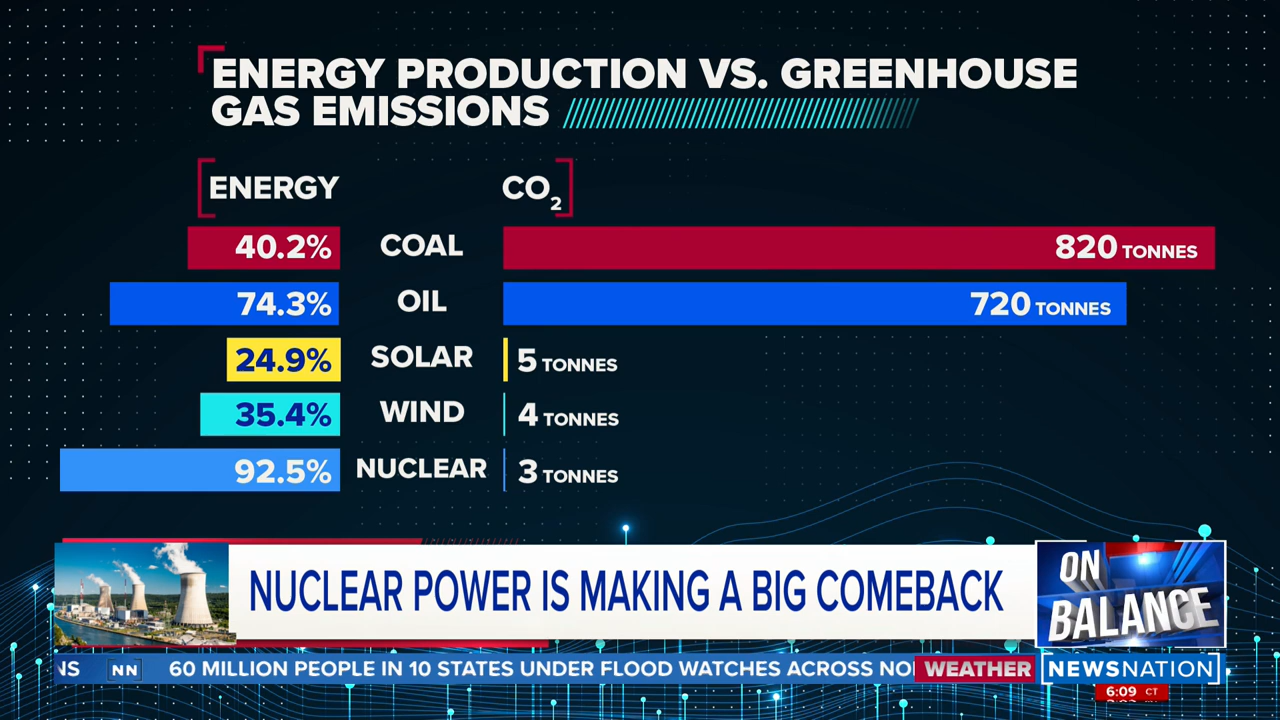 ENERGY PRODUCTION VS. GREENHOUSE
GAS EMISSIONS
ENERGY CO2
40.2% COAL 820 TONNES
74.3% OIL 720 TONNES
24.9% SOLAR 5 TONNES
35.4% WIND 4 TONNES
92.5% NUCLEAR 3 TONNES
NUCLEAR POWER IS MAKING A BIG COMEBACK
ON
BALANCE
NS NN 60 MILLION PEOPLE IN 10 STATES UNDER FLOOD WATCHES ACROSS NO WEATHER NEWSNATION
6:09 CT